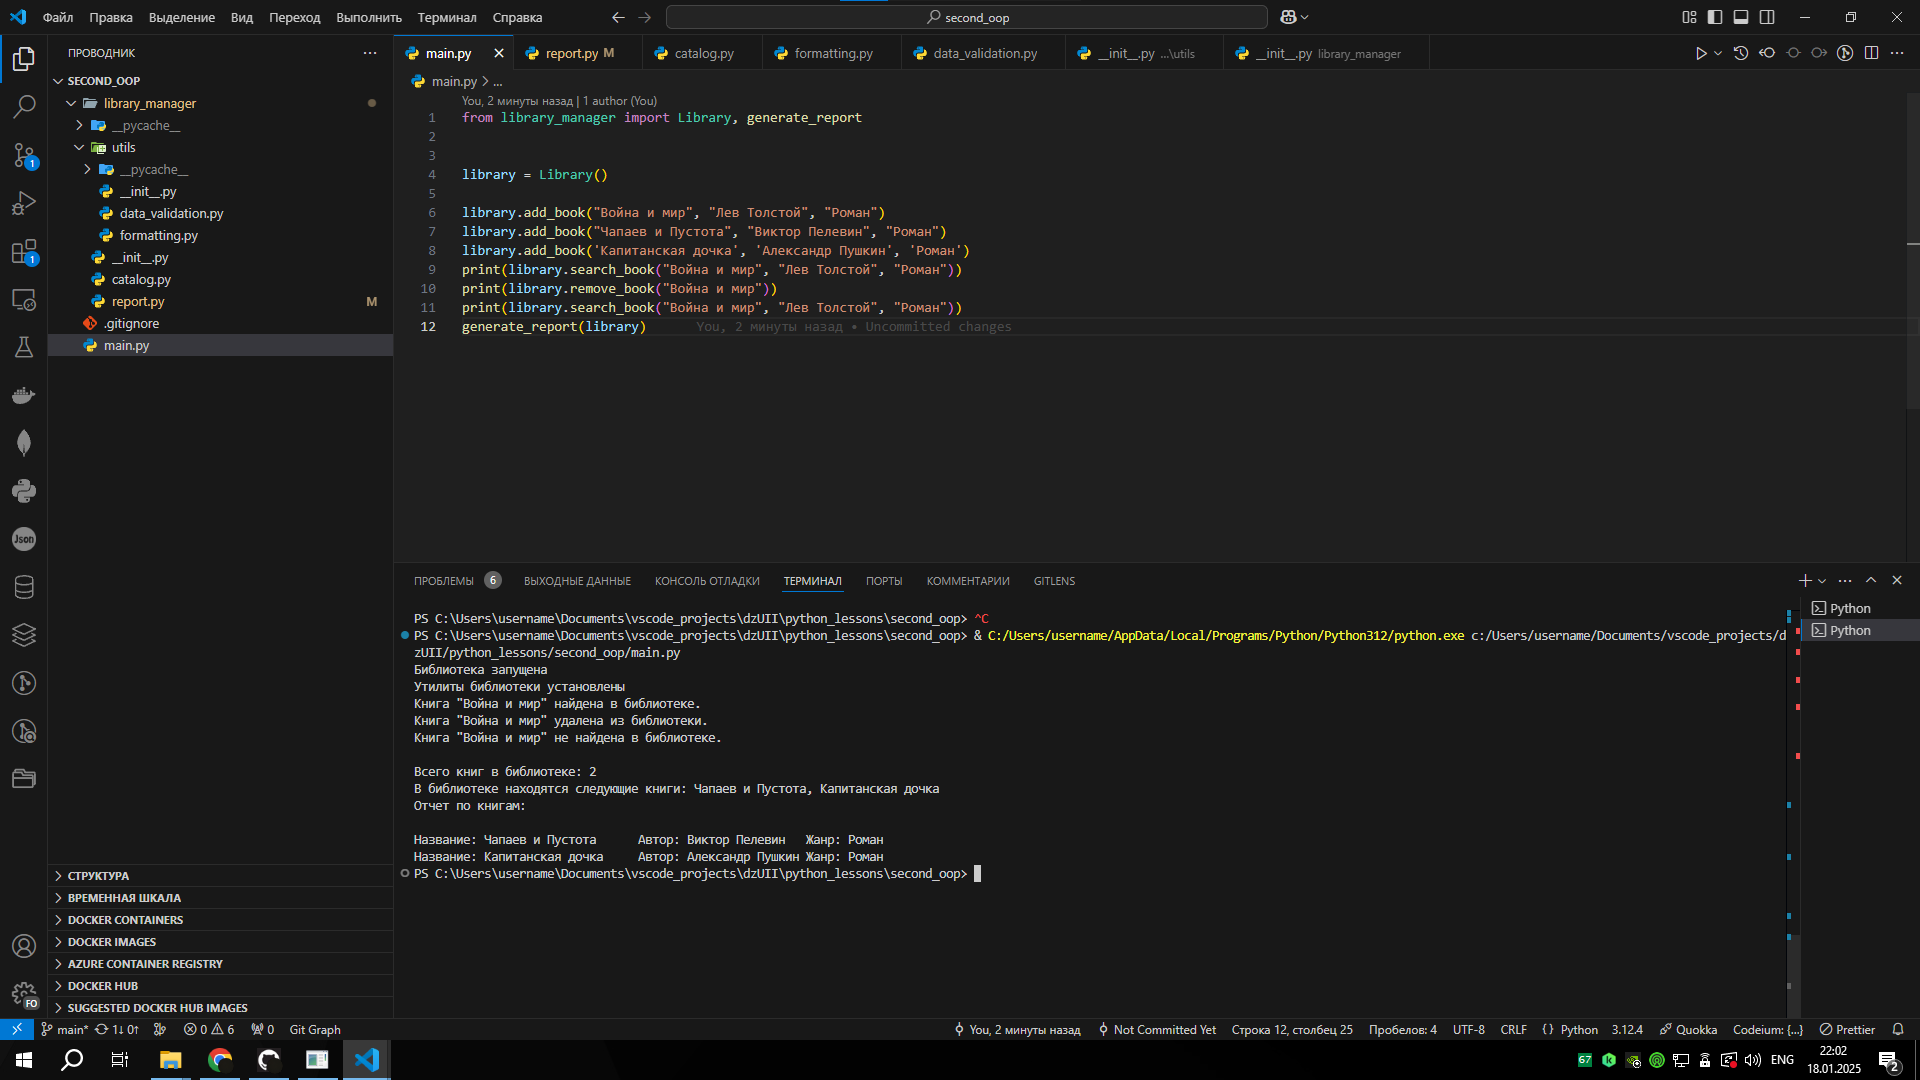 Файл Правка Выделение Вид Переход Выполнить Терминал Справка second_oop
ПРОВОДНИК
SECOND_OOP
library_manager
__pycache__
utils
__pycache__
__init__.py
data_validation.py
formatting.py
__init__.py
catalog.py
report.py M
.gitignore
main.py
СТРУКТУРА
ВРЕМЕННАЯ ШКАЛА
DOCKER CONTAINERS
DOCKER IMAGES
AZURE CONTAINER REGISTRY
DOCKER HUB
SUGGESTED DOCKER HUB IMAGES
1
1
Json
FO
main.py report.py M catalog.py formatting.py data_validation.py __init__.py ...\utils __init__.py library_manager
main.py > ...
You, 2 минуты назад | 1 author (You)
1 from library_manager import Library, generate_report
2
3
4 library = Library()
5
6 library.add_book("Война и мир", "Лев Толстой", "Роман")
7 library.add_book("Чапаев и Пустота", "Виктор Пелевин", "Роман")
8 library.add_book('Капитанская дочка', 'Александр Пушкин', 'Роман')
9 print(library.search_book("Война и мир", "Лев Толстой", "Роман"))
10 print(library.remove_book("Война и мир"))
11 print(library.search_book("Война и мир", "Лев Толстой", "Роман"))
12 generate_report(library) You, 2 минуты назад • Uncommitted changes
ПРОБЛЕМЫ 6 ВЫХОДНЫЕ ДАННЫЕ КОНСОЛЬ ОТЛАДКИ ТЕРМИНАЛ ПОРТЫ КОММЕНТАРИИ GITLENS
PS C:\Users\username\Documents\vscode_projects\dzUII\python_lessons\second_oop> ^C
PS C:\Users\username\Documents\vscode_projects\dzUII\python_lessons\second_oop> & C:/Users/username/AppData/Local/Programs/Python/Python312/python.exe c:/Users/username/Documents/vscode_projects/d
zUII/python_lessons/second_oop/main.py
Библиотека запущена
Утилиты библиотеки установлены
Книга "Война и мир" найдена в библиотеке.
Книга "Война и мир" удалена из библиотеки.
Книга "Война и мир" не найдена в библиотеке.
Всего книг в библиотеке: 2
В библиотеке находятся следующие книги: Чапаев и Пустота, Капитанская дочка
Отчет по книгам:
Название: Чапаев и Пустота Автор: Виктор Пелевин Жанр: Роман
Название: Капитанская дочка Автор: Александр Пушкин Жанр: Роман
PS C:\Users\username\Documents\vscode_projects\dzUII\python_lessons\second_oop>
Python
Python
main* 1↓ 0↑ 0 6 0 Git Graph You, 2 минуты назад Not Committed Yet Строка 12, столбец 25 Пробелов: 4 UTF-8 CRLF {} Python 3.12.4 Quokka Codeium: {...} Prettier
67 ENG 22:02
18.01.2025 2